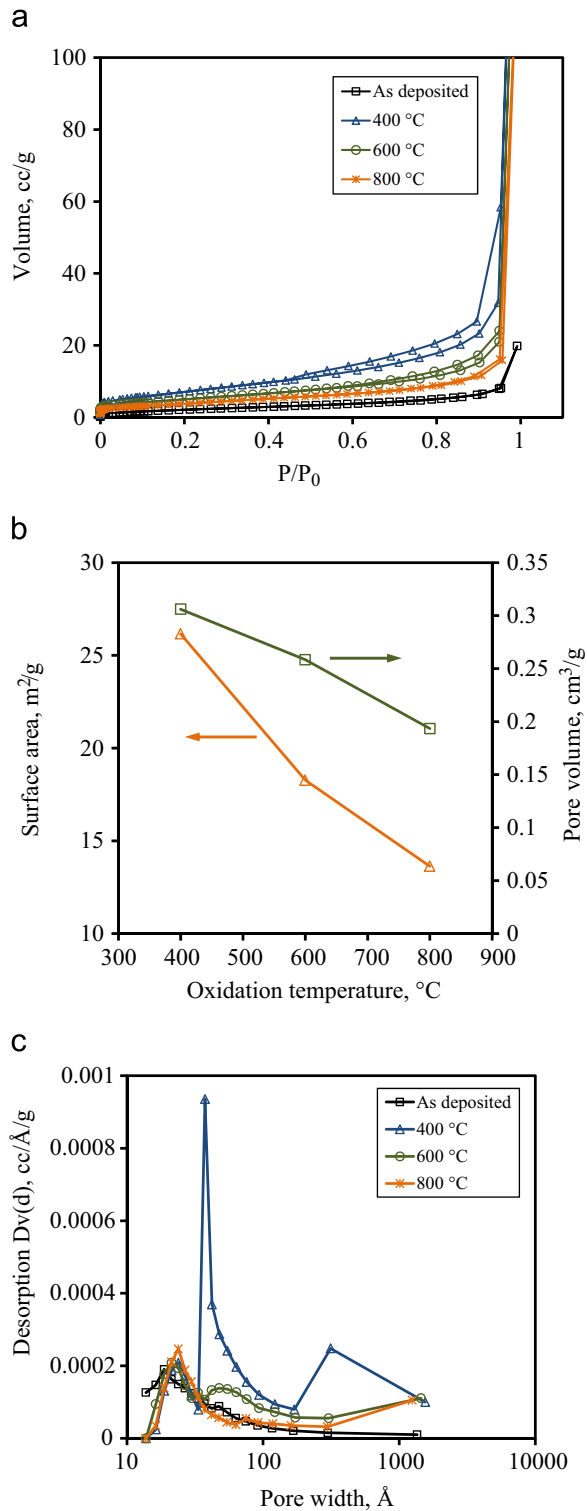 a
100
80
60
40
20
0
Volume, cc/g
As deposited
400 °C
600 °C
800 °C
0
0.2
0.4
0.6
0.8
1
P/P0
b
30
25
20
15
10
Surface area, m²/g
0.35
0.3
0.25
0.2
0.15
0.1
0.05
0
Pore volume, cm³/g
300
400
500
600
700
800
900
Oxidation temperature, °C
c
0.001
0.0008
0.0006
0.0004
0.0002
0
Desorption Dv(d), cc/Å/g
As deposited
400 °C
600 °C
800 °C
10
100
1000
10000
Pore width, Å